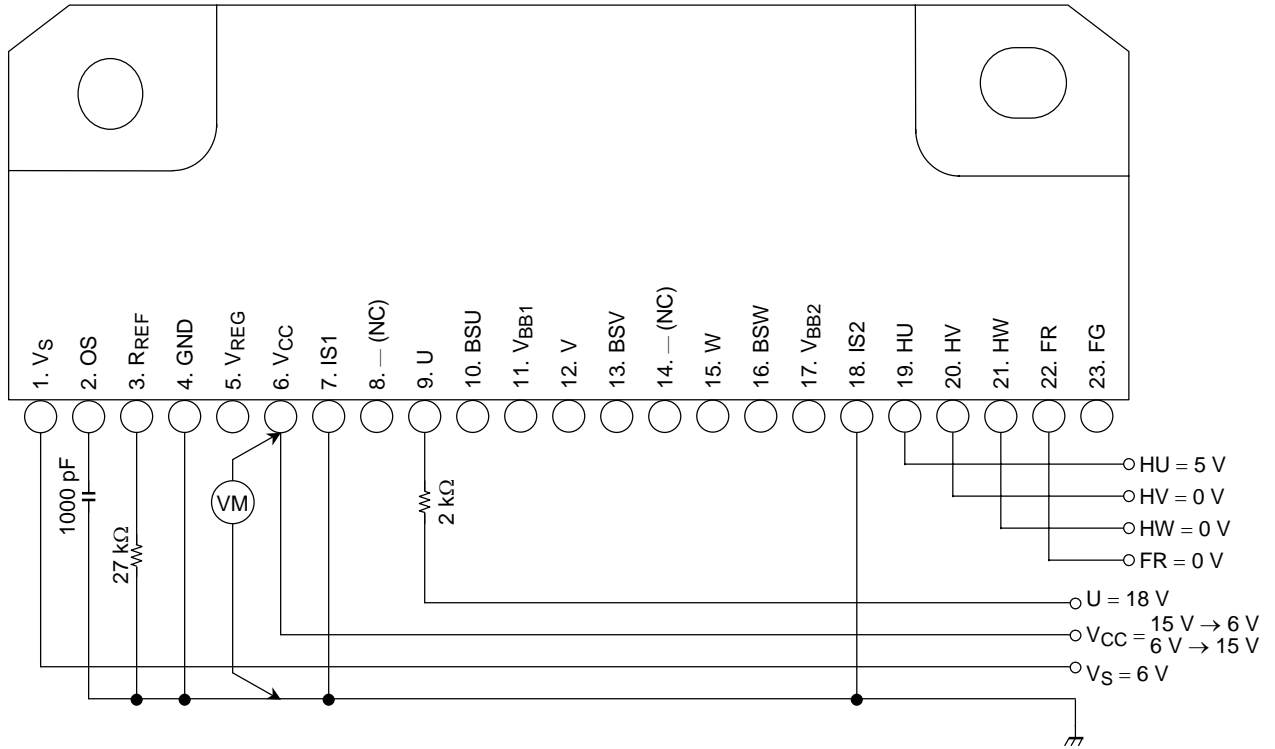 1. VS
2. OS
3. RREF
4. GND
5. VREG
6. VCC
7. IS1
8. — (NC)
9. U
10. BSU
11. VBB1
12. V
13. BSV
14. — (NC)
15. W
16. BSW
17. VBB2
18. IS2
19. HU
20. HV
21. HW
22. FR
23. FG
1000 pF
27 kΩ
VM
2 kΩ
HU = 5 V
HV = 0 V
HW = 0 V
FR = 0 V
U = 18 V
VCC = 15 V → 6 V
6 V → 15 V
VS = 6 V